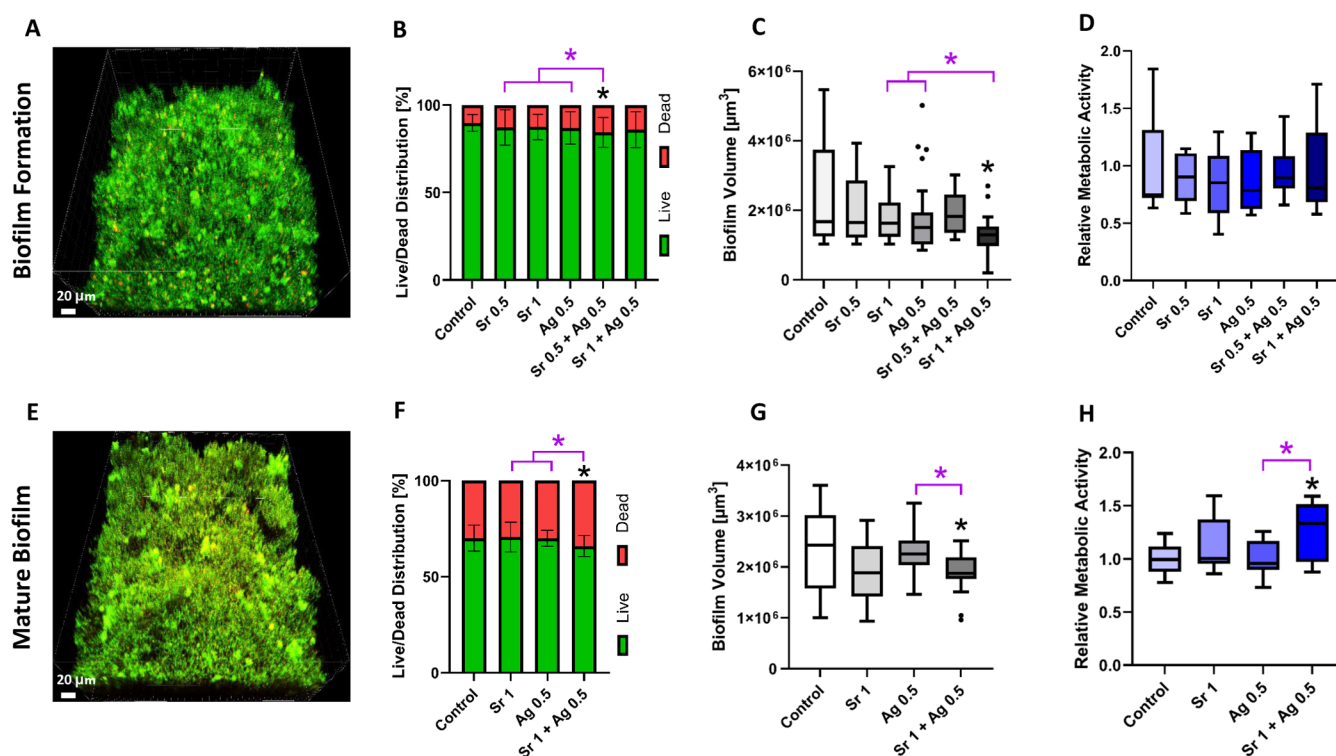 A
B
C
D
Biofilm Formation
20 µm
*
*
Live/Dead Distribution [%]
100
50
0
Live
Dead
Control
Sr 0.5
Sr 1
Ag 0.5
Sr 0.5 + Ag 0.5
Sr 1 + Ag 0.5
*
*
Biofilm Volume [µm³]
6×10⁶
4×10⁶
2×10⁶
0
Control
Sr 0.5
Sr 1
Ag 0.5
Sr 0.5 + Ag 0.5
Sr 1 + Ag 0.5
Relative Metabolic Activity
2.0
1.5
1.0
0.5
0.0
Control
Sr 0.5
Sr 1
Ag 0.5
Sr 0.5 + Ag 0.5
Sr 1 + Ag 0.5
E
F
G
H
Mature Biofilm
20 µm
*
*
Live/Dead Distribution [%]
100
50
0
Live
Dead
Control
Sr 1
Ag 0.5
Sr 1 + Ag 0.5
*
*
Biofilm Volume [µm³]
4×10⁶
3×10⁶
2×10⁶
1×10⁶
0
Control
Sr 1
Ag 0.5
Sr 1 + Ag 0.5
*
*
Relative Metabolic Activity
2.0
1.5
1.0
0.5
0.0
Control
Sr 1
Ag 0.5
Sr 1 + Ag 0.5